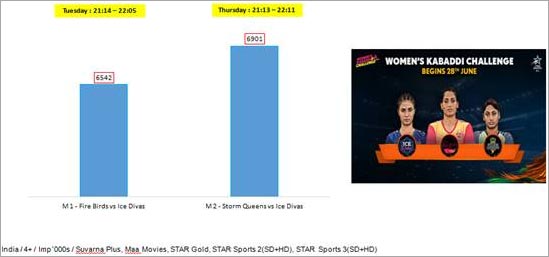 Tuesday : 21:14 – 22:05
Thursday : 21:13 – 22:11
6542
6901
WOMEN'S KABADDI CHALLENGE
BEGINS 28TH JUNE
ICE
M 1 - Fire Birds vs Ice Divas
M 2 - Storm Queens vs Ice Divas
India / 4+ / Imp '000s / Suvarna Plus, Maa Movies, STAR Gold, STAR Sports 2(SD+HD), STAR Sports 3(SD+HD)